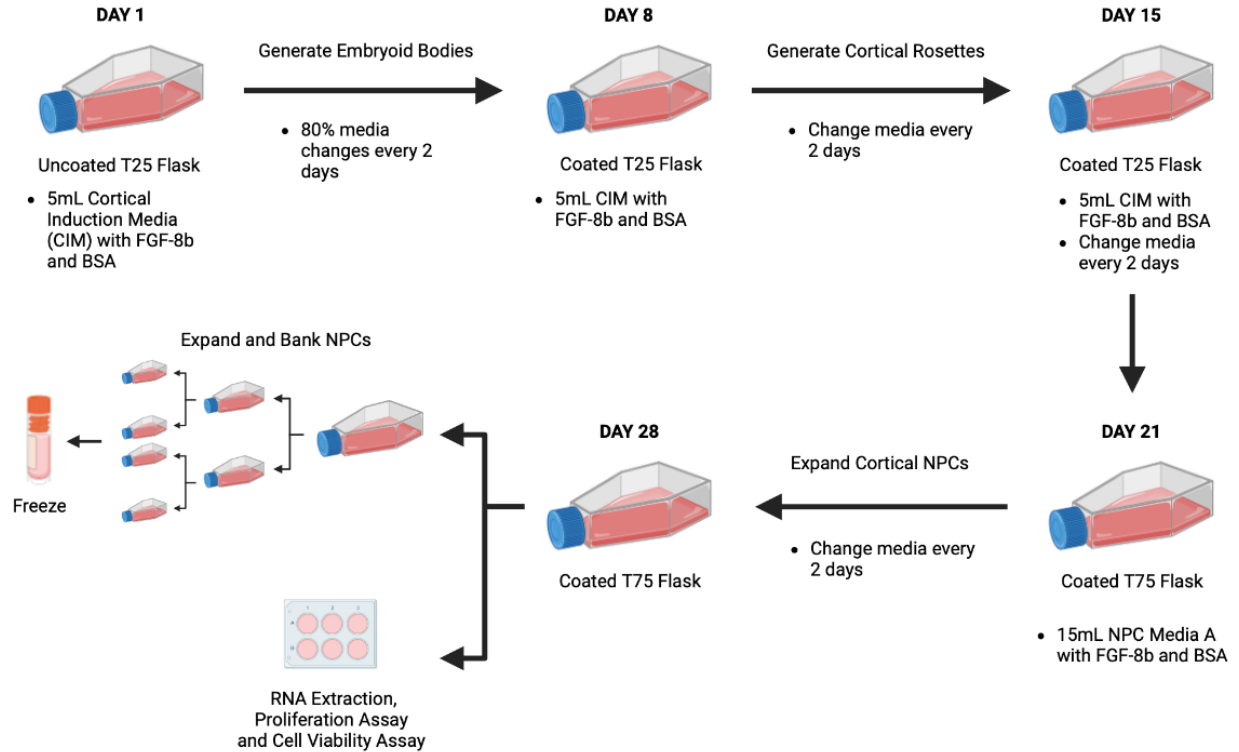 DAY 1
Generate Embryoid Bodies
• 80% media
changes every 2
days
Uncoated T25 Flask
• 5mL Cortical
Induction Media
(CIM) with FGF-8b
and BSA
DAY 8
Coated T25 Flask
• 5mL CIM with
FGF-8b and BSA
Generate Cortical Rosettes
• Change media every
2 days
DAY 15
Coated T25 Flask
• 5mL CIM with
FGF-8b and BSA
• Change media
every 2 days
DAY 21
Coated T75 Flask
• 15mL NPC Media A
with FGF-8b and BSA
Expand Cortical NPCs
• Change media every
2 days
DAY 28
Coated T75 Flask
Expand and Bank NPCs
Freeze
1 2 3
A
B
RNA Extraction,
Proliferation Assay
and Cell Viability Assay